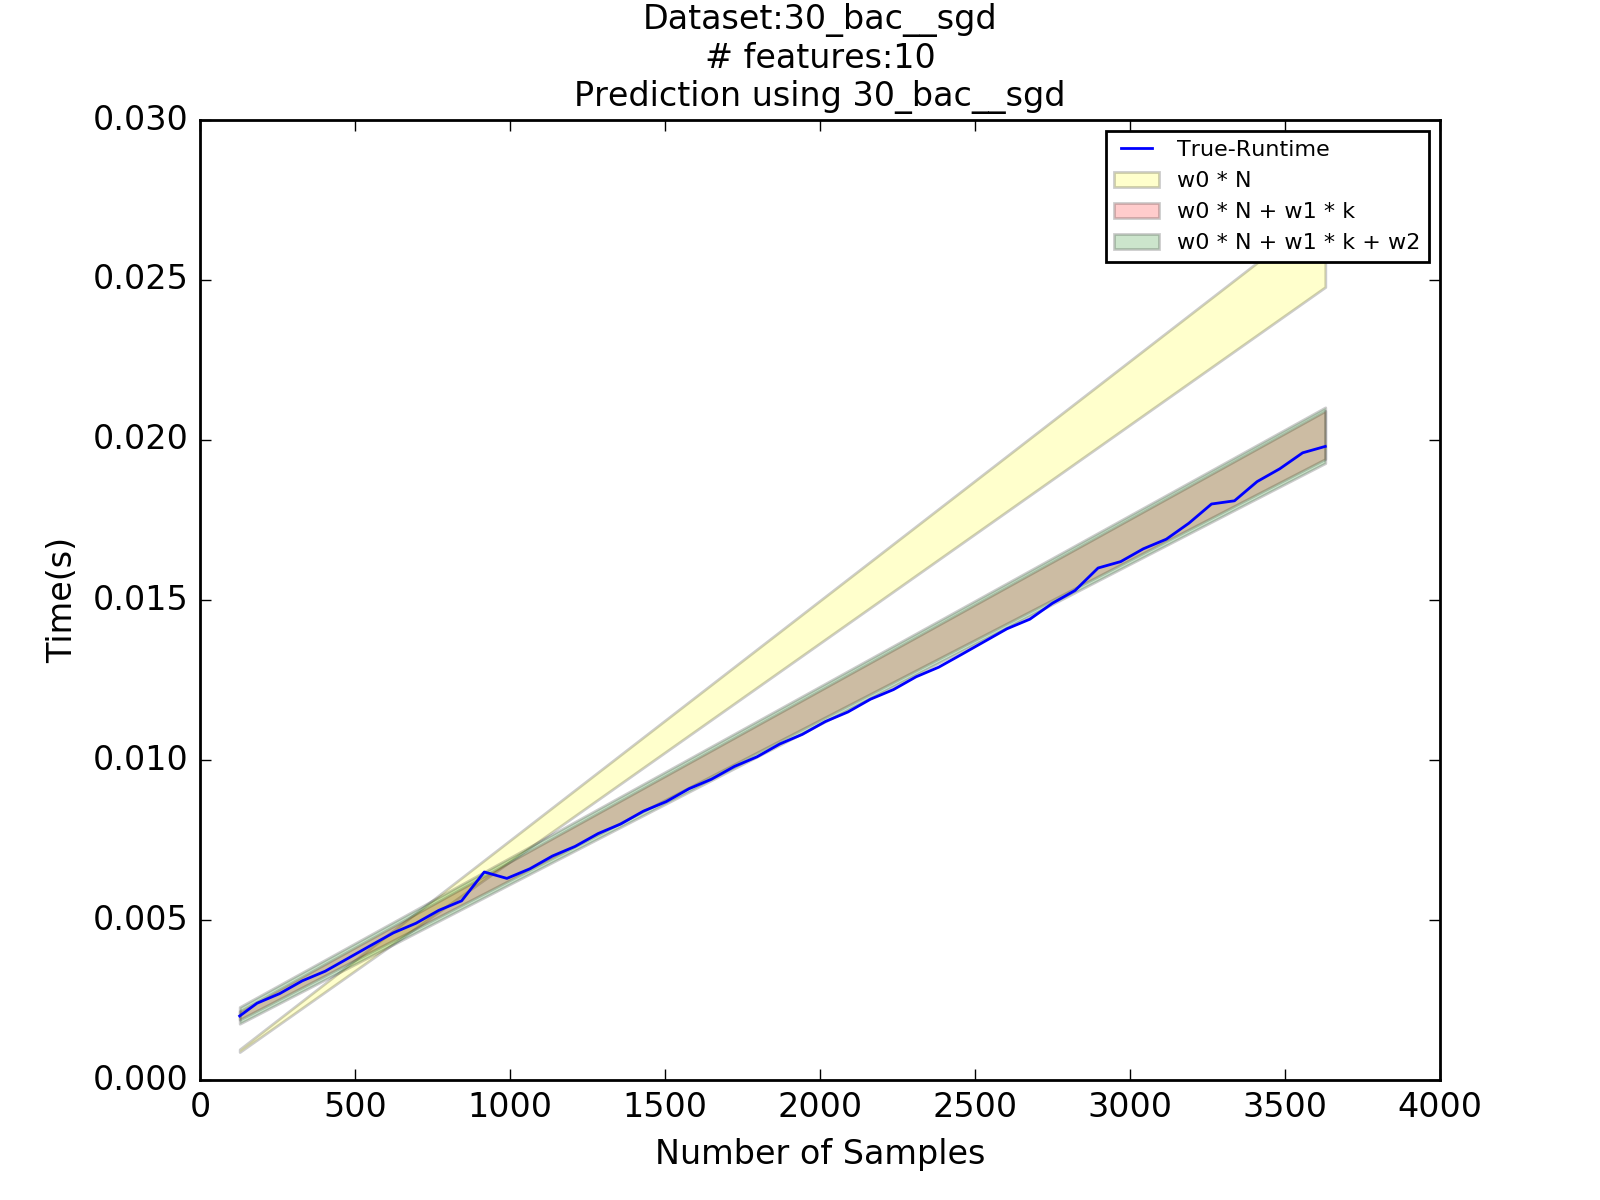 Dataset:30_bac__sgd
# features:10
Prediction using 30_bac__sgd
0.030
0.025
0.020
0.015
0.010
0.005
0.000
Time(s)
True-Runtime
w0 * N
w0 * N + w1 * k
w0 * N + w1 * k + w2
0 500 1000 1500 2000 2500 3000 3500 4000
Number of Samples